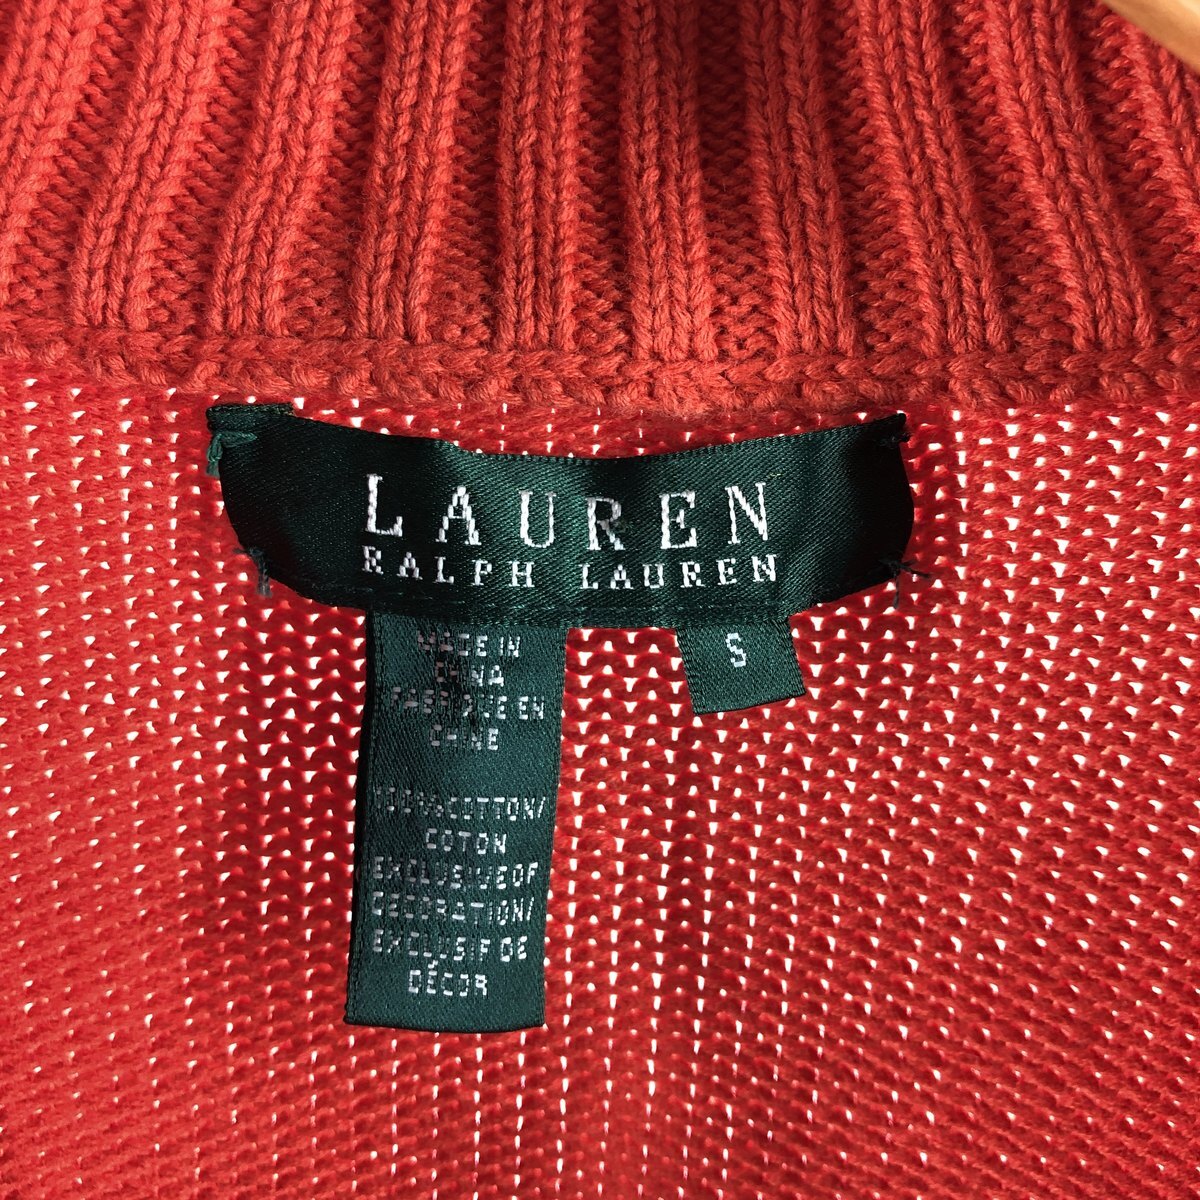 LAUREN
RALPH LAUREN
S
MADE IN
CHINA
FABRIQUE EN
CHINE
100% COTTON/
COTON
EXCLUSIVE OF
DECORATION/
EXCLUSIF DE
DÉCOR